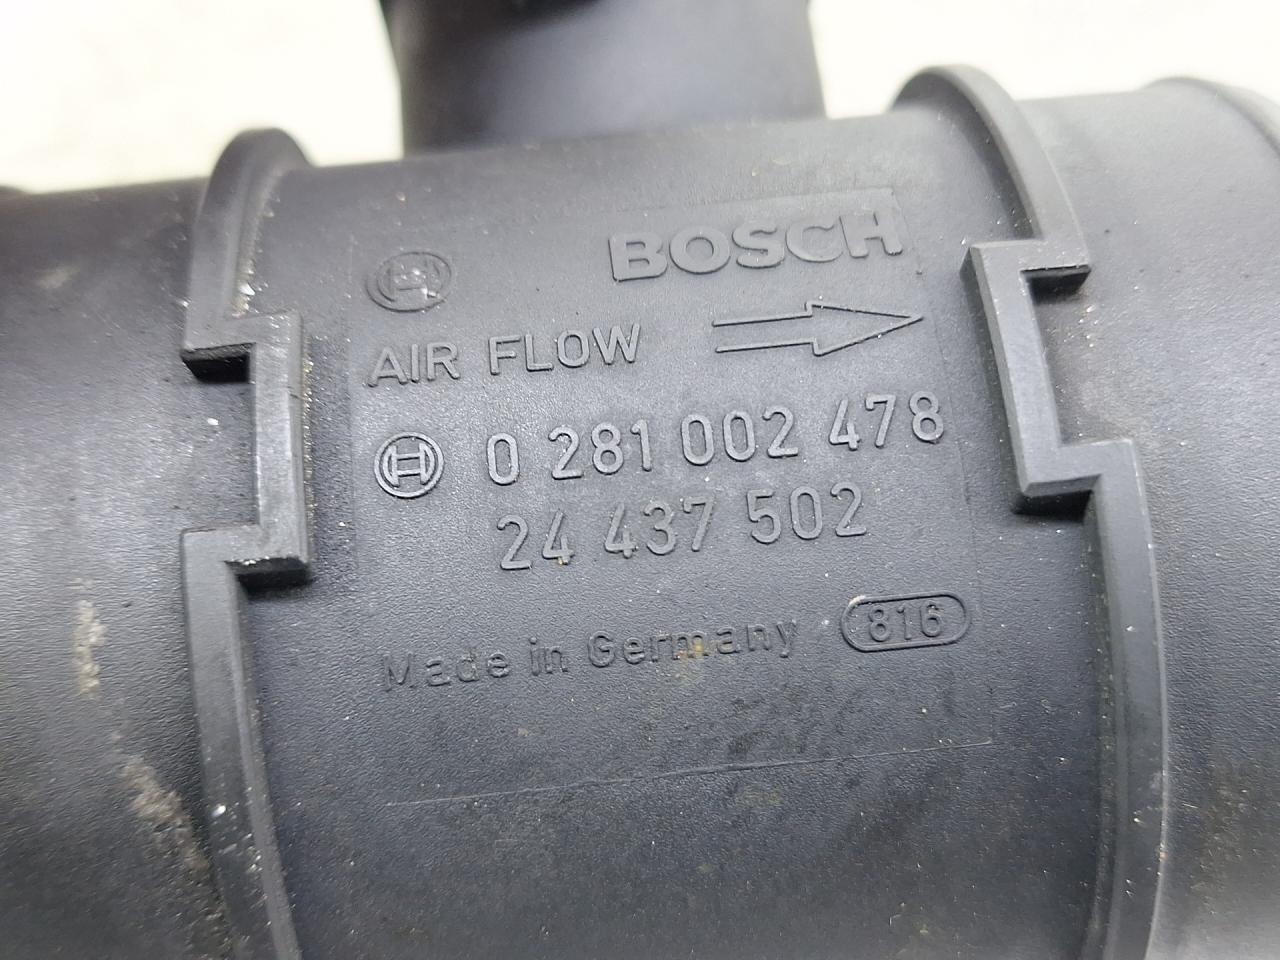 BOSCH
AIR FLOW
0 281 002 478
24 437 502
Made in Germany 816